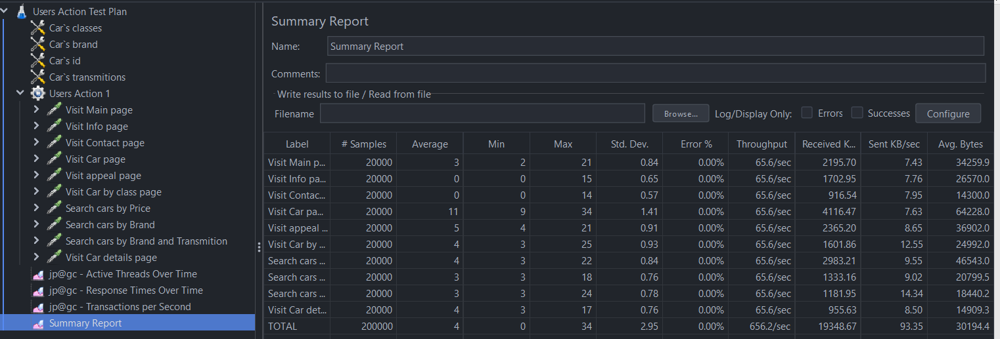 Users Action Test Plan
Car`s classes
Car`s brand
Car`s id
Car`s transmitions
Users Action 1
Visit Main page
Visit Info page
Visit Contact page
Visit Car page
Visit appeal page
Visit Car by class page
Search cars by Price
Search cars by Brand
Search cars by Brand and Transmition
Visit Car details page
jp@gc - Active Threads Over Time
jp@gc - Response Times Over Time
jp@gc - Transactions per Second
Summary Report
Summary Report
Name: Summary Report
Comments:
Write results to file / Read from file
Filename Browse... Log/Display Only: Errors Successes Configure
Label # Samples Average Min Max Std. Dev. Error % Throughput Received K... Sent KB/sec Avg. Bytes
Visit Main p... 20000 3 2 21 0.84 0.00% 65.6/sec 2195.70 7.43 34259.9
Visit Info pa... 20000 0 0 15 0.65 0.00% 65.6/sec 1702.95 7.76 26570.0
Visit Contac... 20000 0 0 14 0.57 0.00% 65.6/sec 916.54 7.95 14300.0
Visit Car pa... 20000 11 9 34 1.41 0.00% 65.6/sec 4116.47 7.63 64228.0
Visit appeal ... 20000 5 4 21 0.91 0.00% 65.6/sec 2365.20 8.65 36902.0
Visit Car by ... 20000 4 3 25 0.93 0.00% 65.6/sec 1601.86 12.55 24992.0
Search cars ... 20000 4 3 22 0.84 0.00% 65.6/sec 2983.21 9.55 46543.0
Search cars ... 20000 3 3 18 0.76 0.00% 65.6/sec 1333.16 9.02 20799.5
Search cars ... 20000 3 3 24 0.78 0.00% 65.6/sec 1181.95 14.34 18440.2
Visit Car det... 20000 4 3 17 0.76 0.00% 65.6/sec 955.63 8.50 14909.3
TOTAL 200000 4 0 34 2.95 0.00% 656.2/sec 19348.67 93.35 30194.4